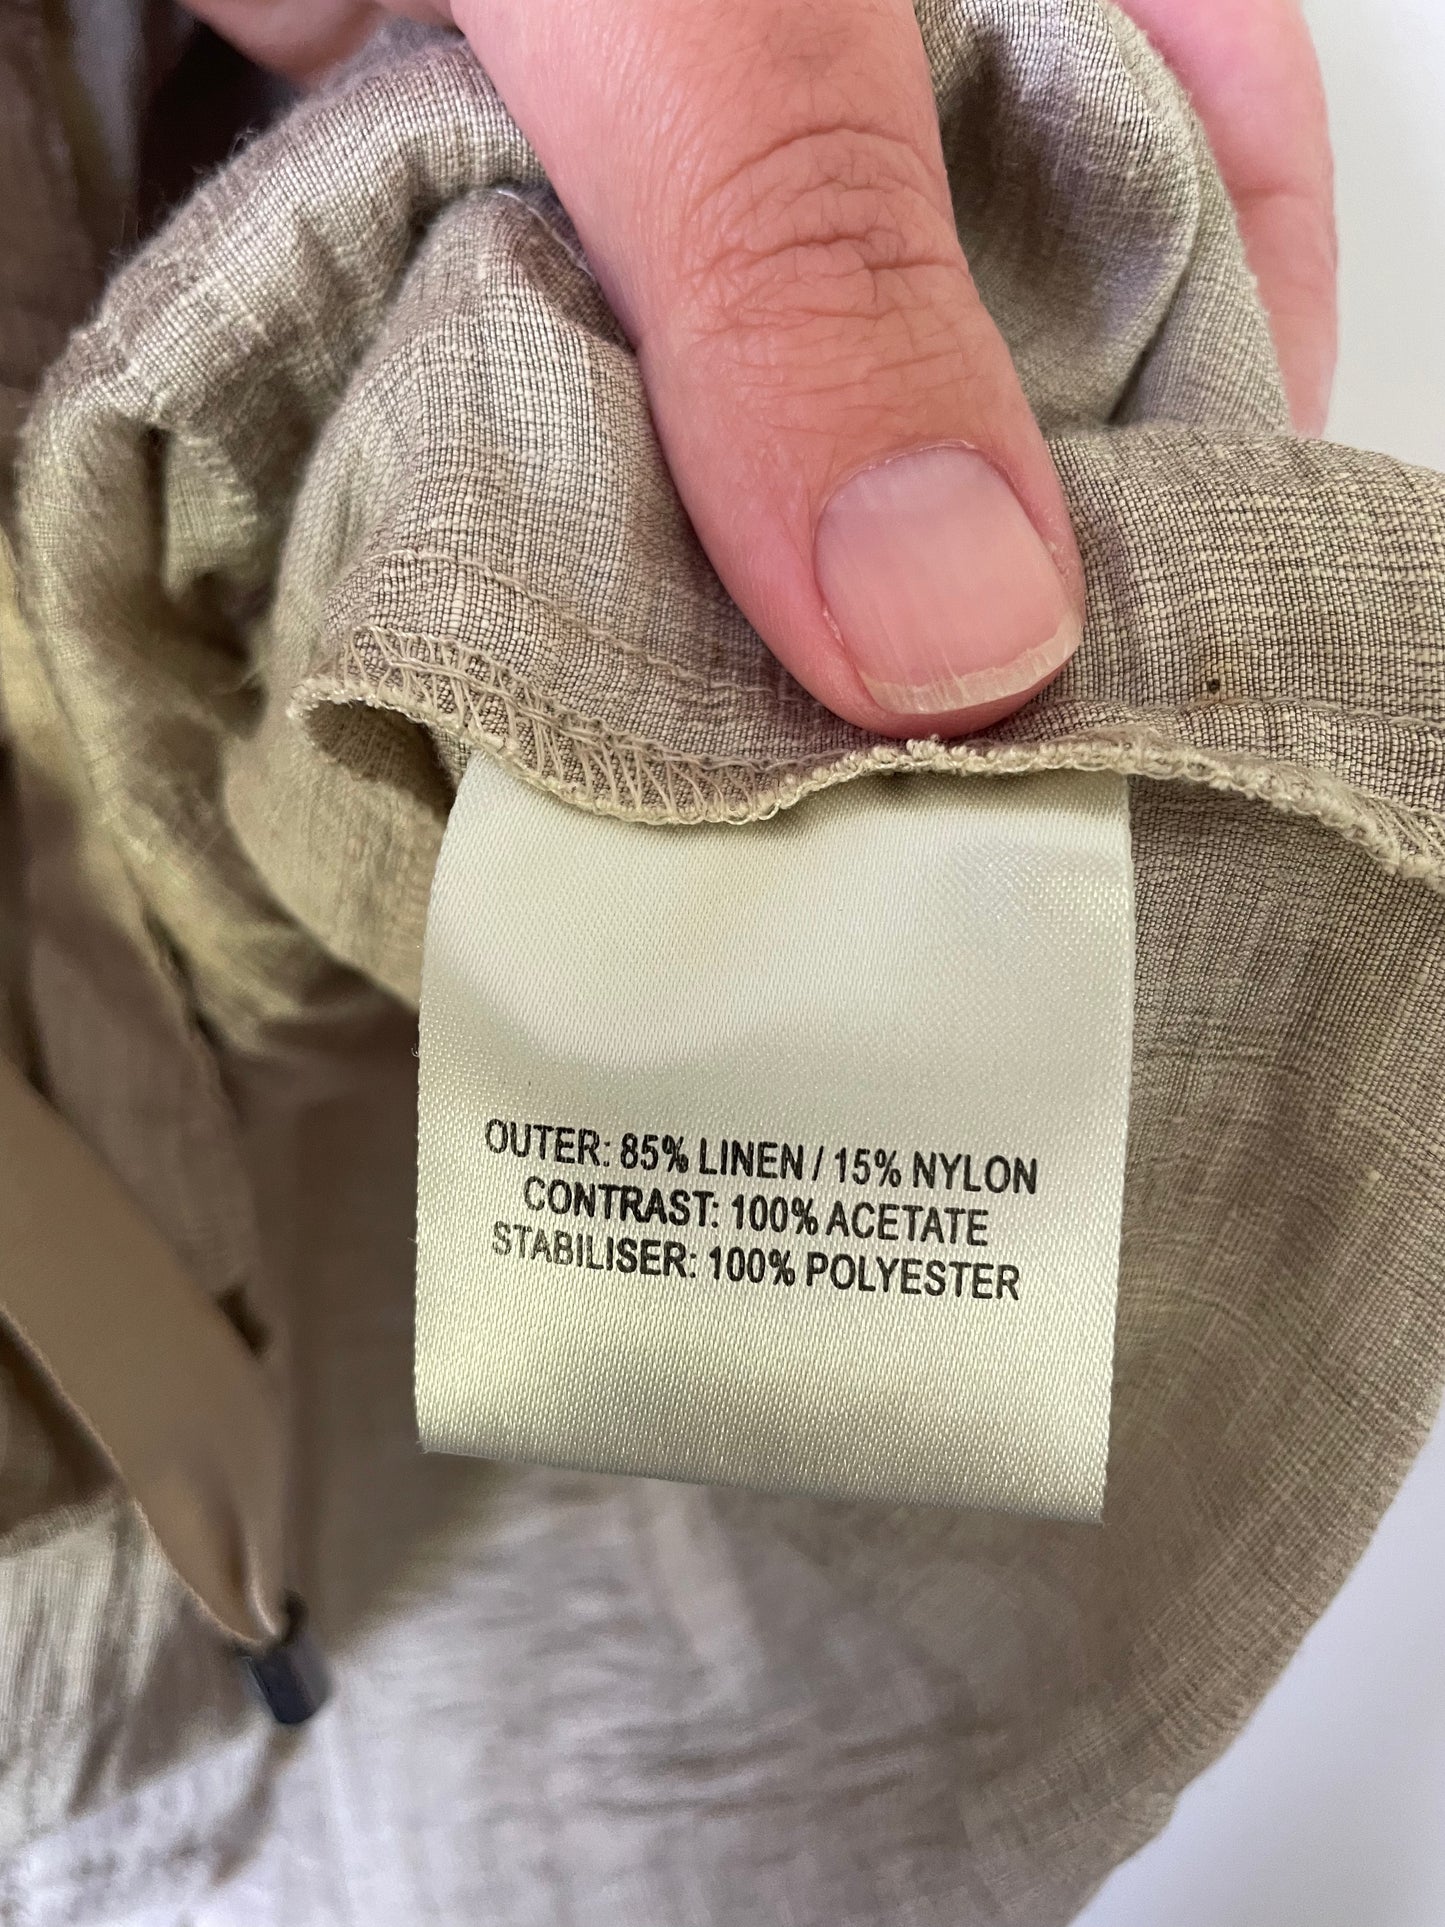 OUTER: 85% LINEN / 15% NYLON
CONTRAST: 100% ACETATE
STABILISER: 100% POLYESTER